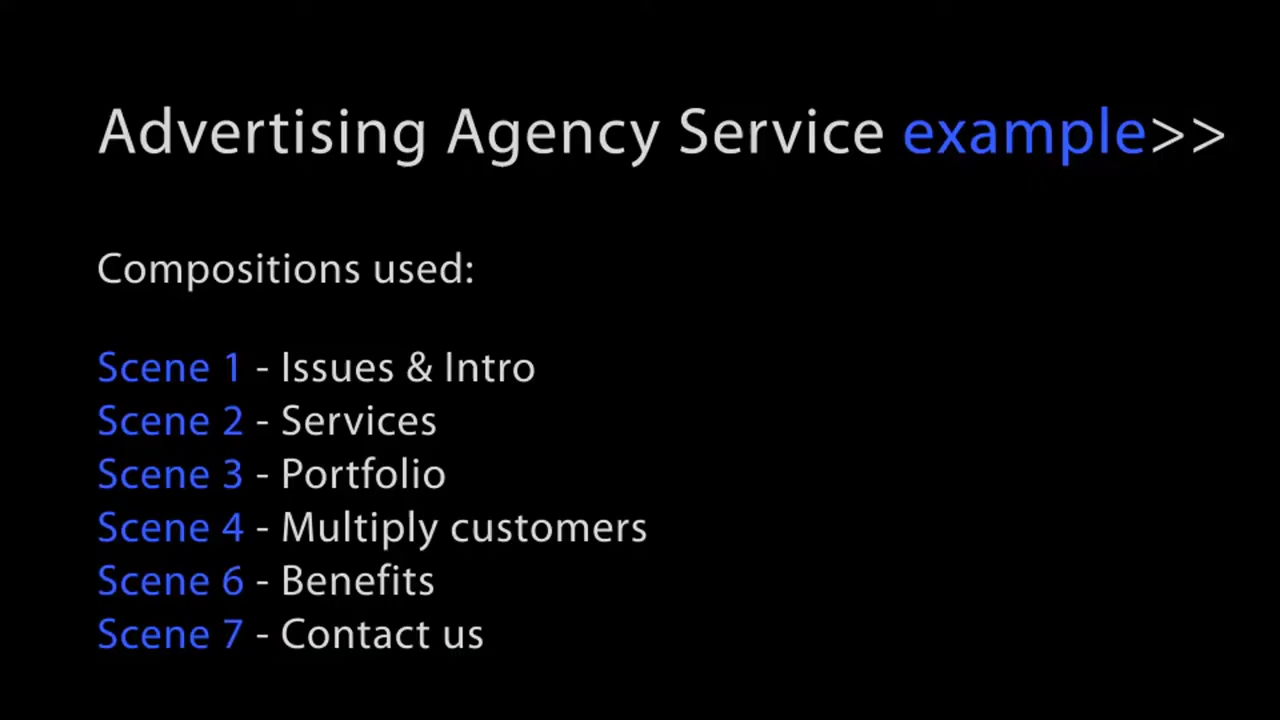 Advertising Agency Service example>>
Compositions used:
Scene 1 - Issues & Intro
Scene 2 - Services
Scene 3 - Portfolio
Scene 4 - Multiply customers
Scene 6 - Benefits
Scene 7 - Contact us